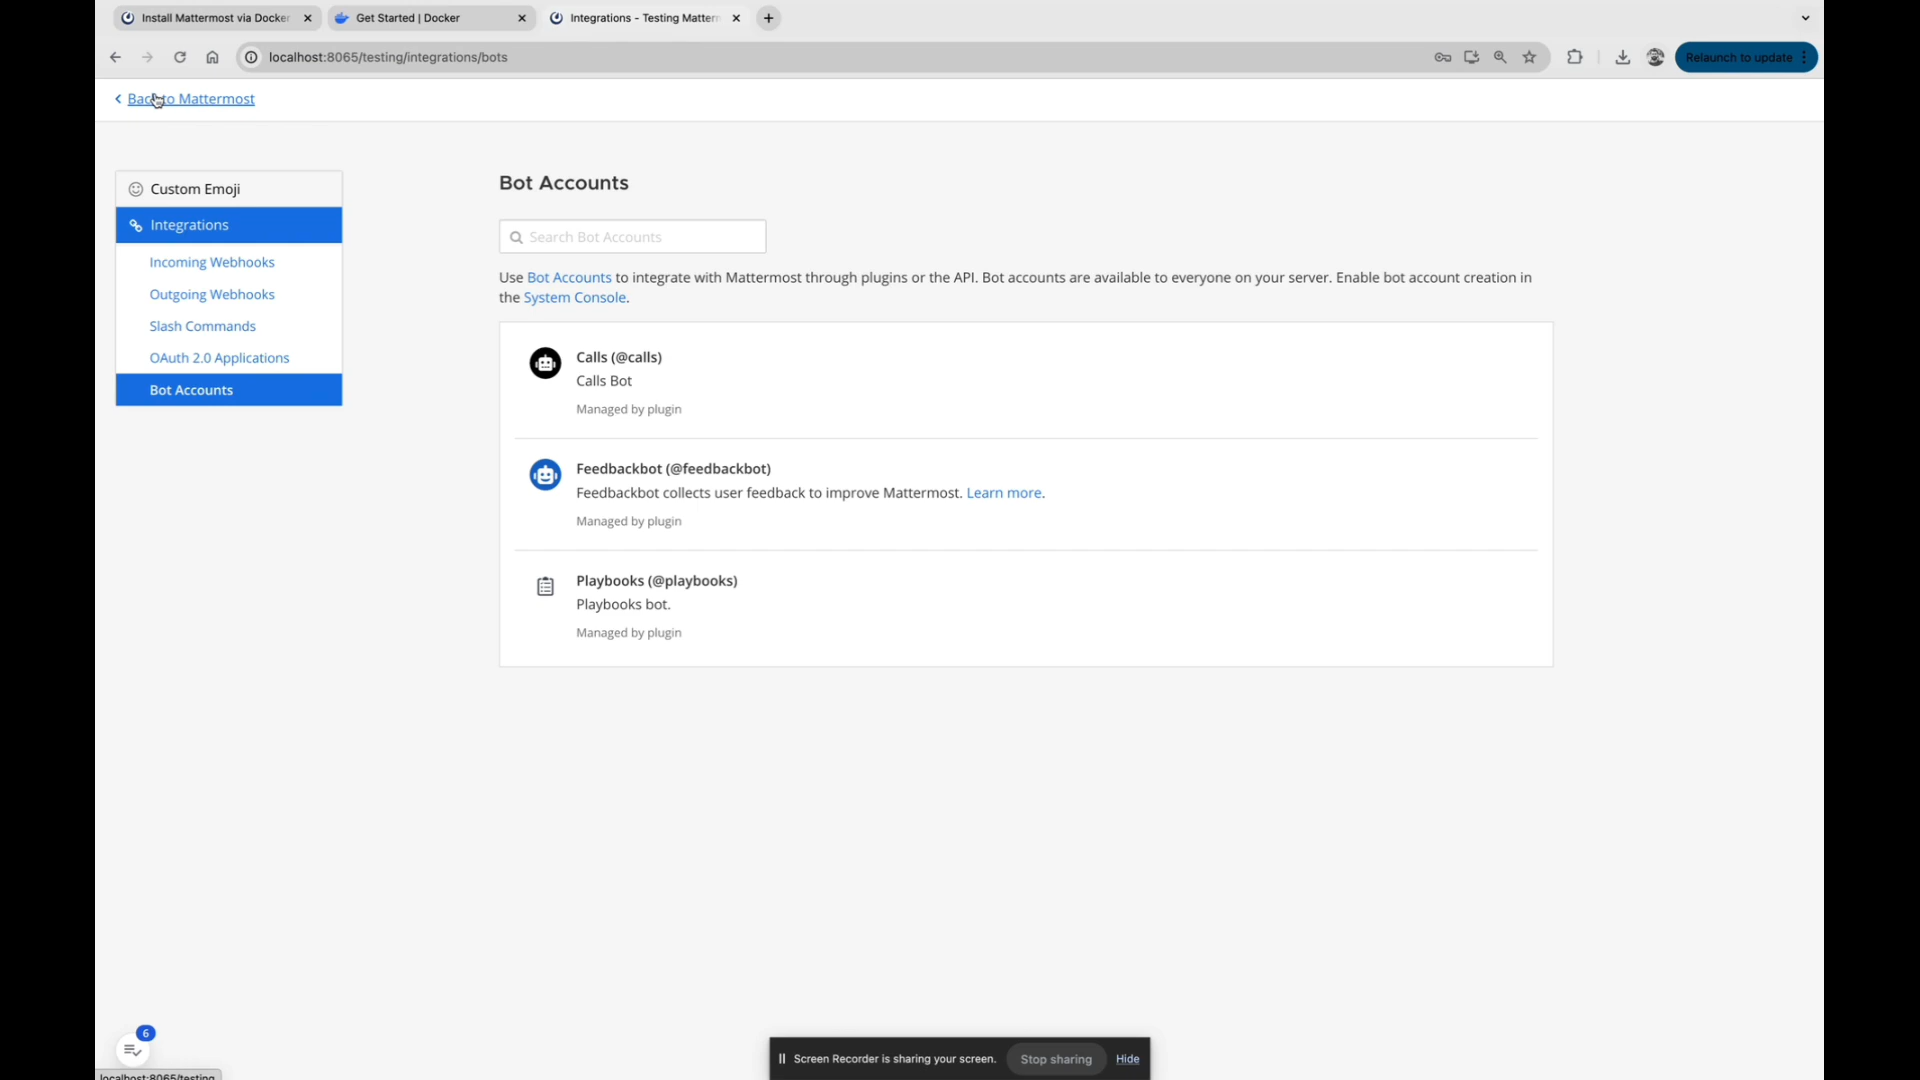 Install Mattermost via Docker
Get Started | Docker
Integrations - Testing Matterm
localhost:8065/testing/integrations/bots
Relaunch to update
Back to Mattermost
Custom Emoji
Integrations
Incoming Webhooks
Outgoing Webhooks
Slash Commands
OAuth 2.0 Applications
Bot Accounts
Bot Accounts
Search Bot Accounts
Use Bot Accounts to integrate with Mattermost through plugins or the API. Bot accounts are available to everyone on your server. Enable bot account creation in
the System Console.
Calls (@calls)
Calls Bot
Managed by plugin
Feedbackbot (@feedbackbot)
Feedbackbot collects user feedback to improve Mattermost. Learn more.
Managed by plugin
Playbooks (@playbooks)
Playbooks bot.
Managed by plugin
6
Screen Recorder is sharing your screen.
Stop sharing
Hide
localhost:8065/testing